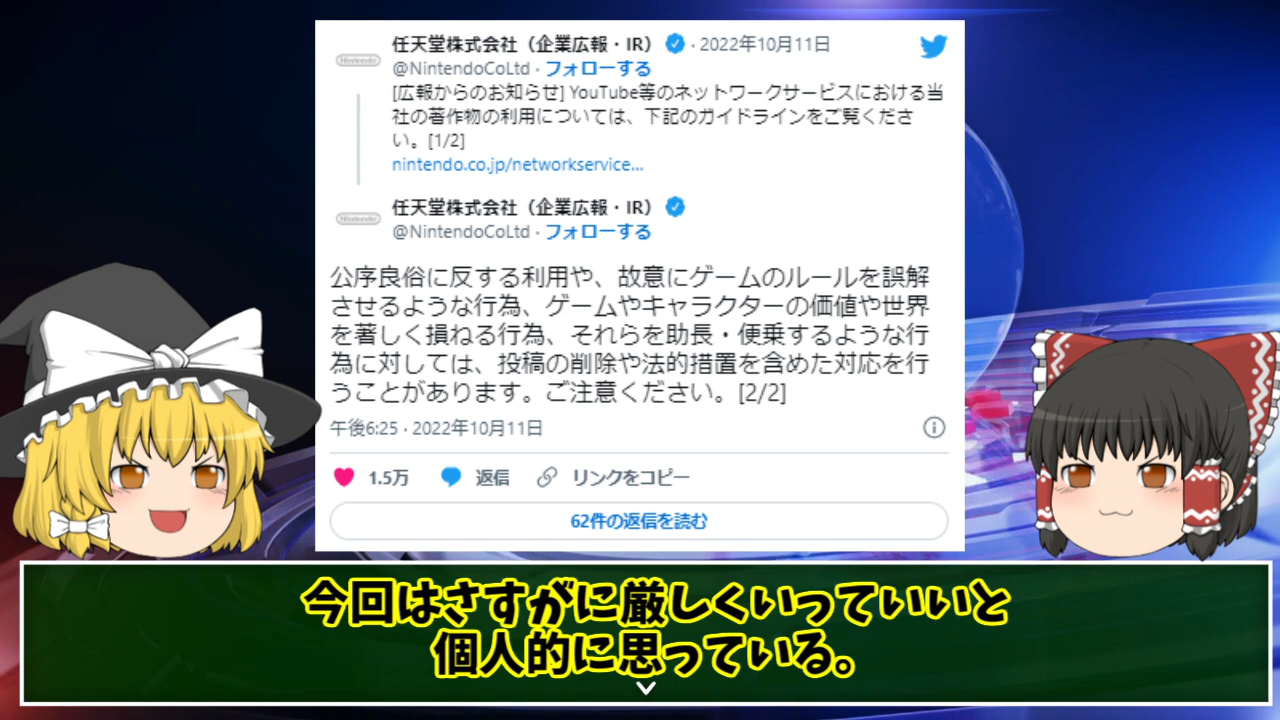 任天堂株式会社（企業広報・IR） · 2022年10月11日
Nintendo
@NintendoCoLtd · フォローする
[広報からのお知らせ] YouTube等のネットワークサービスにおける当
社の著作物の利用については、下記のガイドラインをご覧くださ
い。[1/2]
nintendo.co.jp/networkservice...
任天堂株式会社（企業広報・IR）
Nintendo
@NintendoCoLtd · フォローする
公序良俗に反する利用や、故意にゲームのルールを誤解
させるような行為、ゲームやキャラクターの価値や世界
を著しく損ねる行為、それらを助長・便乗するような行
為に対しては、投稿の削除や法的措置を含めた対応を行
うことがあります。ご注意ください。[2/2]
午後6:25 · 2022年10月11日
1.5万 返信 リンクをコピー
62件の返信を読む
今回はさすがに厳しくいっていいと
個人的に思っている。